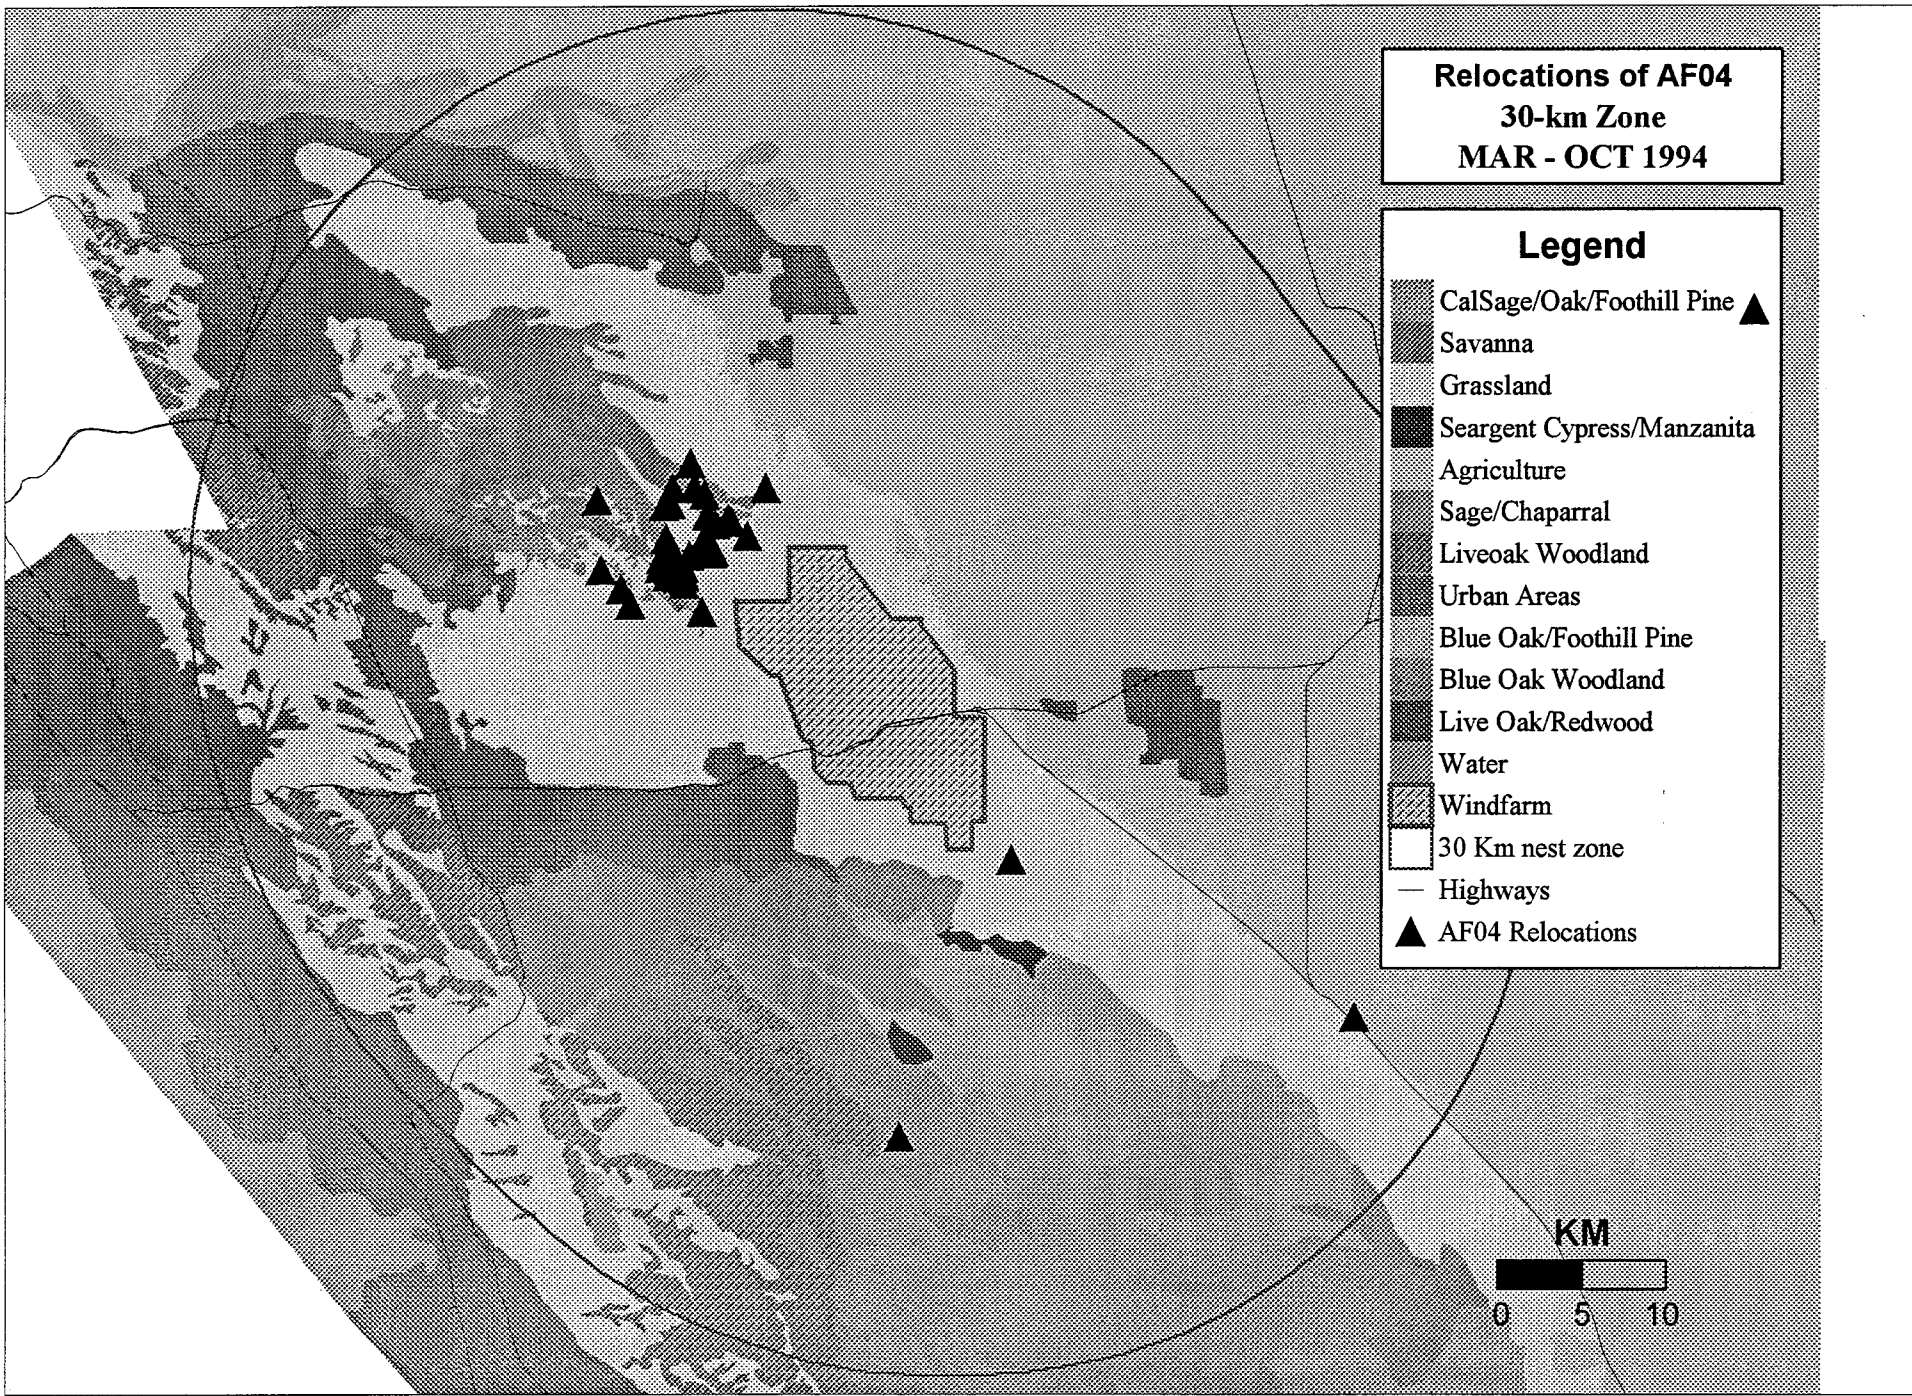 Relocations of AF04
30-km Zone
MAR - OCT 1994
Legend
CalSage/Oak/Foothill Pine
Savanna
Grassland
Seargent Cypress/Manzanita
Agriculture
Sage/Chaparral
Liveoak Woodland
Urban Areas
Blue Oak/Foothill Pine
Blue Oak Woodland
Live Oak/Redwood
Water
Windfarm
30 Km nest zone
Highways
AF04 Relocations
KM
0 5 10